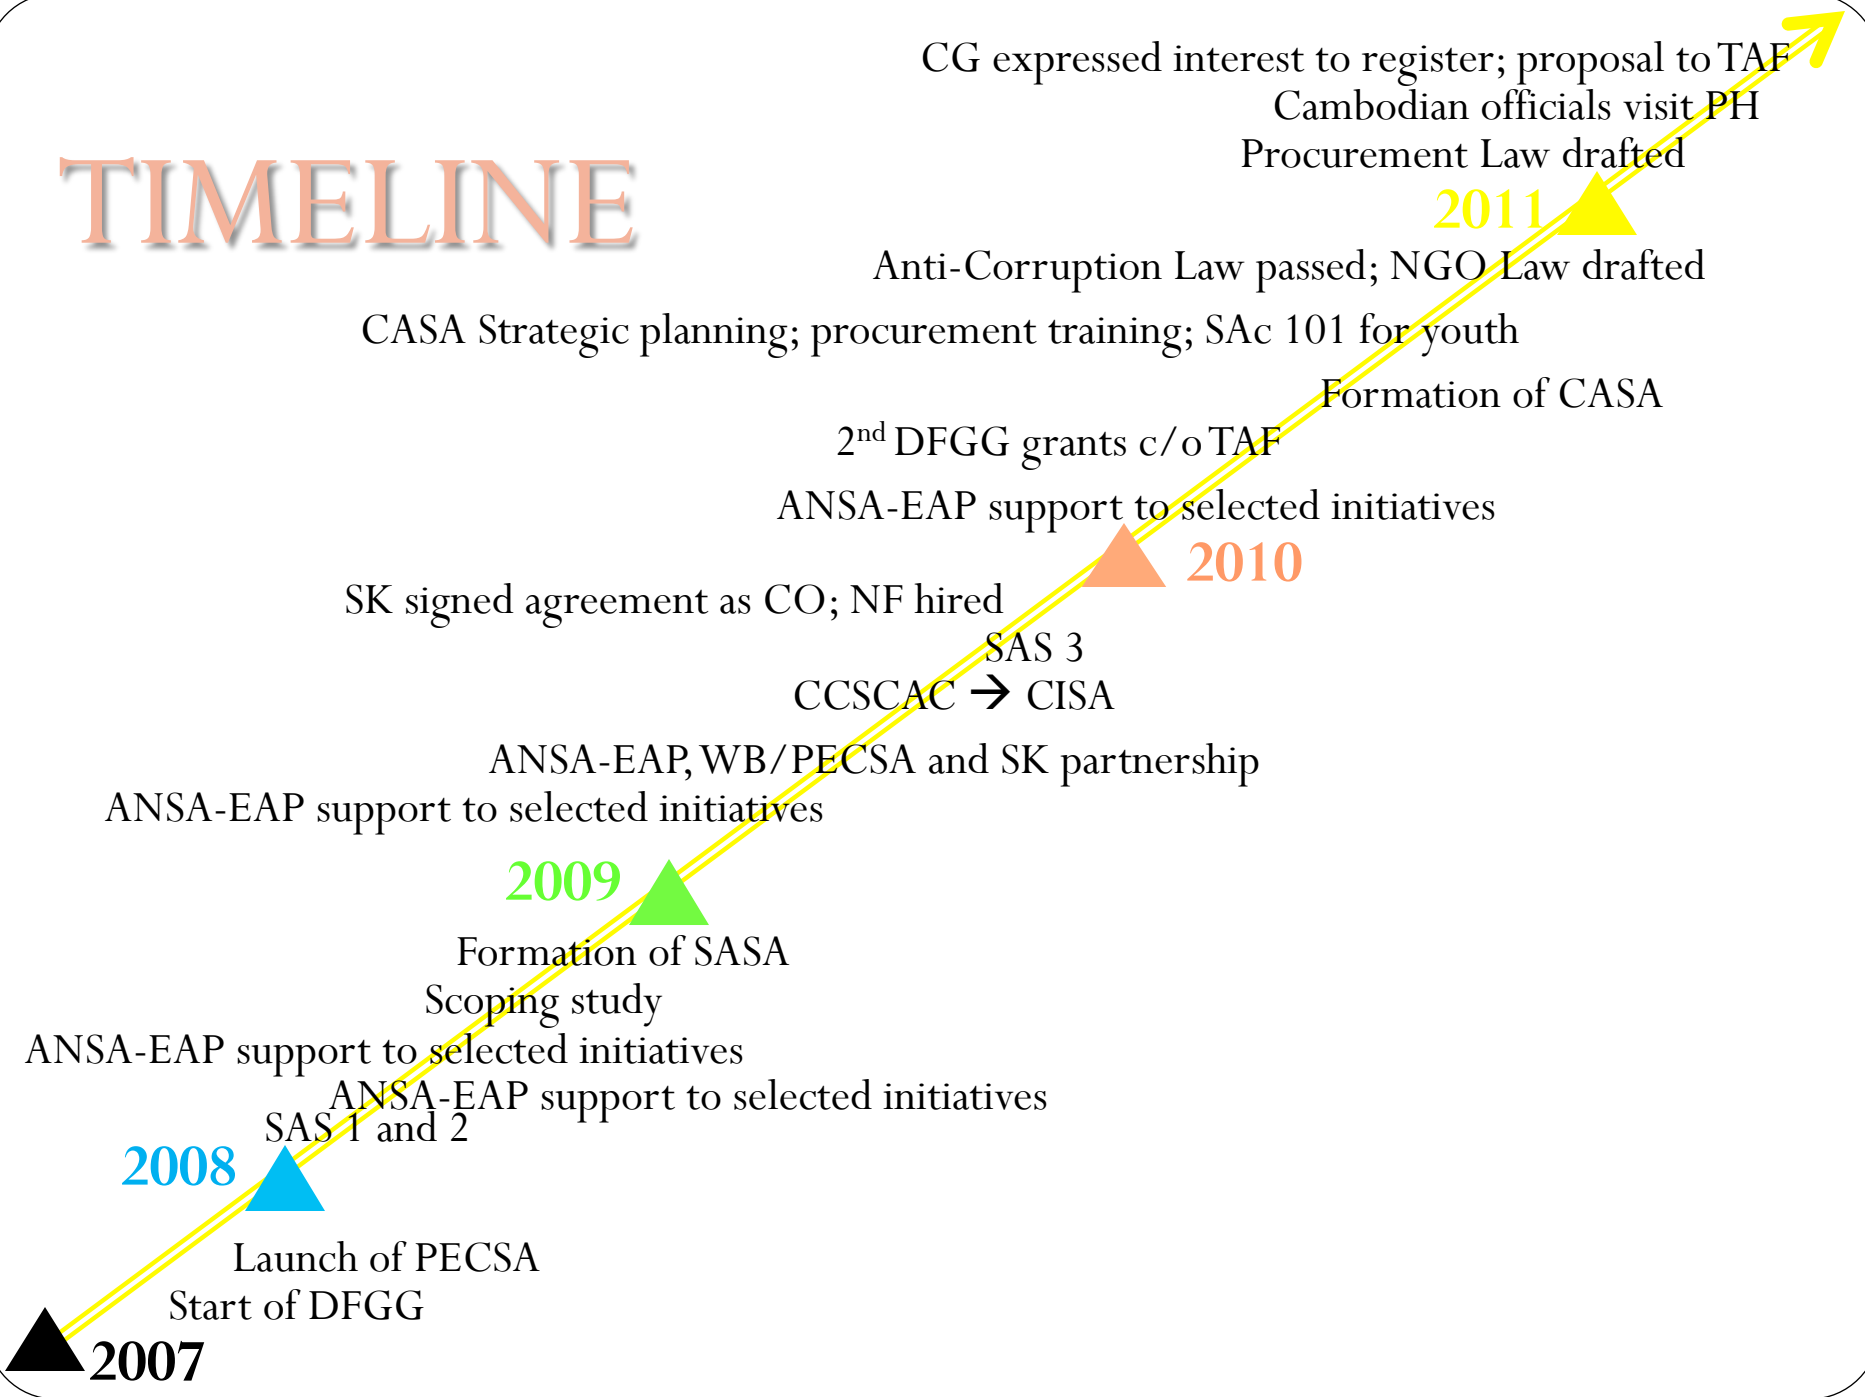 CG expressed interest to register; proposal to TAF
Cambodian officials visit PH
TIMELINE
Procurement Law drafted
2011
Anti-Corruption Law passed; NGO Law drafted
CASA Strategic planning; procurement training; SAc 101 for youth
Formation of CASA
2nd DFGG grants c/o TAF
ANSA-EAP support to selected initiatives
2010
SK signed agreement as CO; NF hired
SAS 3
CCSCAC → CISA
ANSA-EAP, WB/PECSA and SK partnership
ANSA-EAP support to selected initiatives
2009
Formation of SASA
Scoping study
ANSA-EAP support to selected initiatives
ANSA-EAP support to selected initiatives
SAS 1 and 2
2008
Launch of PECSA
Start of DFGG
2007